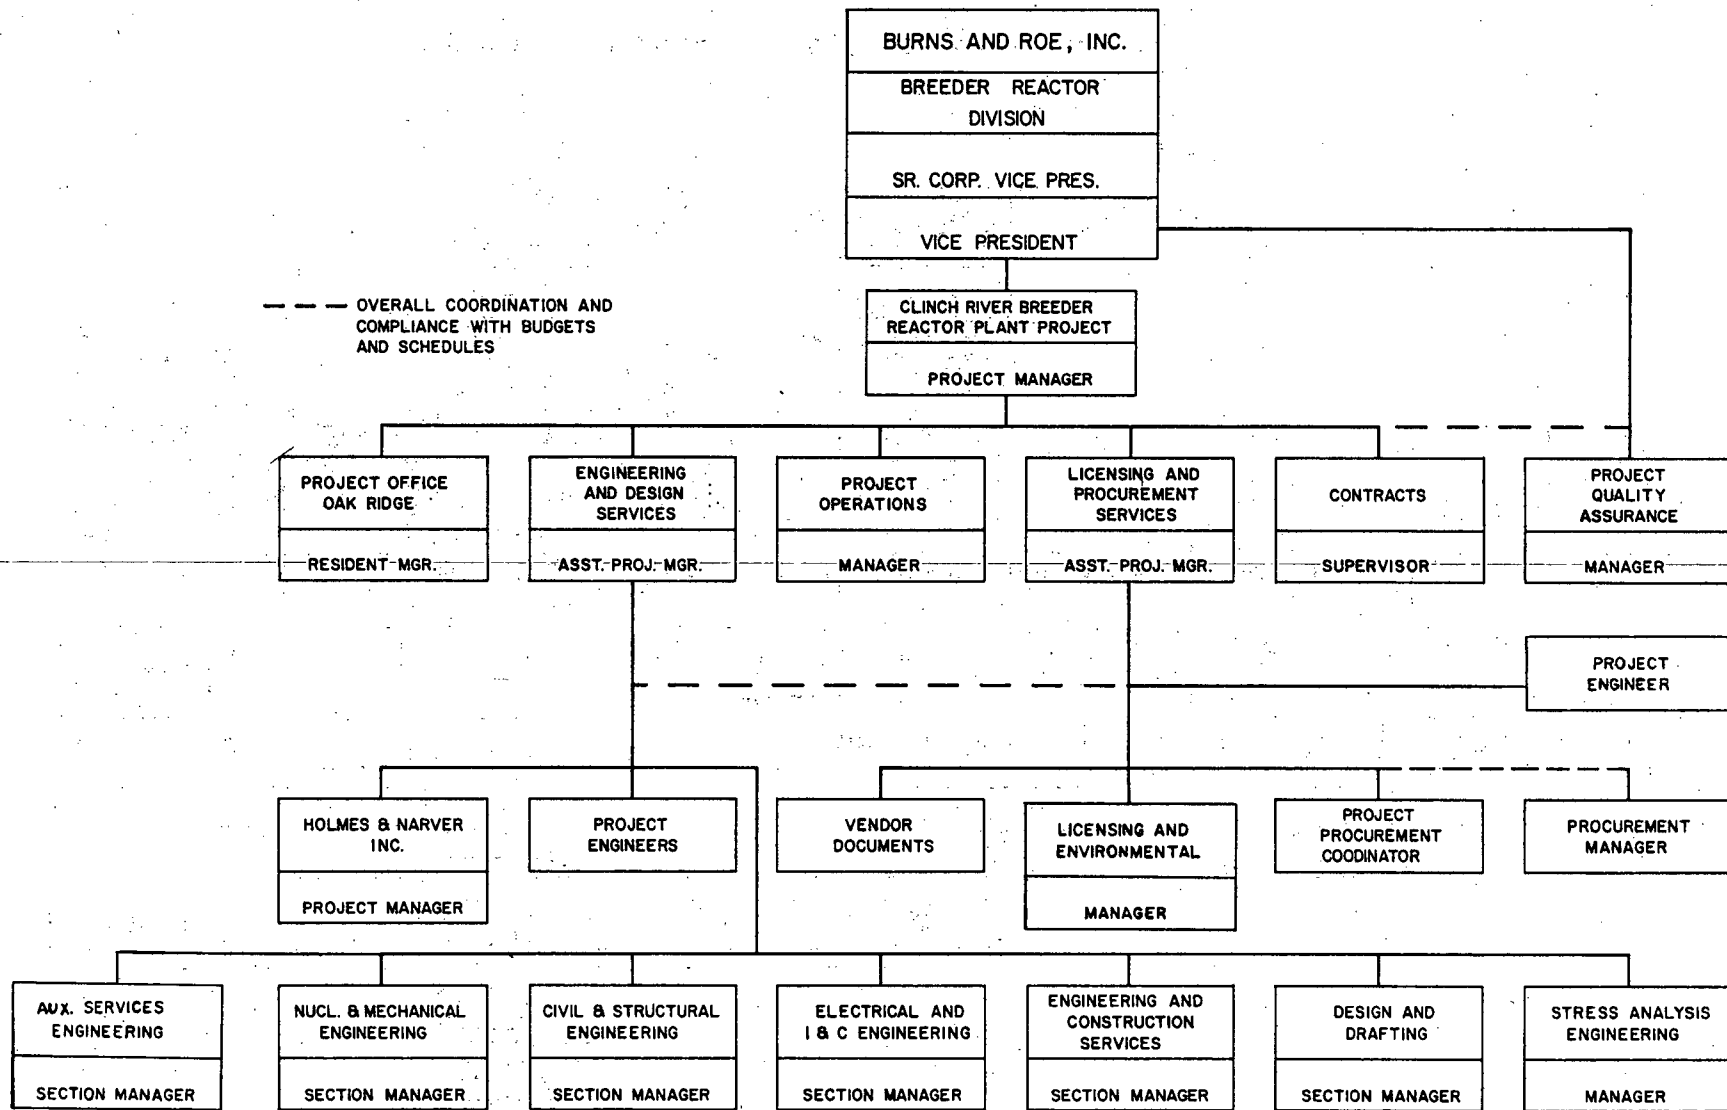 BURNS AND ROE, INC.
BREEDER REACTOR
DIVISION
SR. CORP. VICE PRES.
VICE PRESIDENT
OVERALL COORDINATION AND
COMPLIANCE WITH BUDGETS
AND SCHEDULES
CLINCH RIVER BREEDER
REACTOR PLANT PROJECT
PROJECT MANAGER
PROJECT OFFICE
OAK RIDGE
RESIDENT MGR.
ENGINEERING
AND DESIGN
SERVICES
ASST. PROJ. MGR.
PROJECT
OPERATIONS
MANAGER
LICENSING AND
PROCUREMENT
SERVICES
ASST. PROJ. MGR.
CONTRACTS
SUPERVISOR
PROJECT
QUALITY
ASSURANCE
MANAGER
PROJECT
ENGINEER
HOLMES & NARVER
INC.
PROJECT MANAGER
PROJECT
ENGINEERS
VENDOR
DOCUMENTS
LICENSING AND
ENVIRONMENTAL
MANAGER
PROJECT
PROCUREMENT
COODINATOR
PROCUREMENT
MANAGER
AUX. SERVICES
ENGINEERING
SECTION MANAGER
NUCL. & MECHANICAL
ENGINEERING
SECTION MANAGER
CIVIL & STRUCTURAL
ENGINEERING
SECTION MANAGER
ELECTRICAL AND
I & C ENGINEERING
SECTION MANAGER
ENGINEERING AND
CONSTRUCTION
SERVICES
SECTION MANAGER
DESIGN AND
DRAFTING
SECTION MANAGER
STRESS ANALYSIS
ENGINEERING
MANAGER